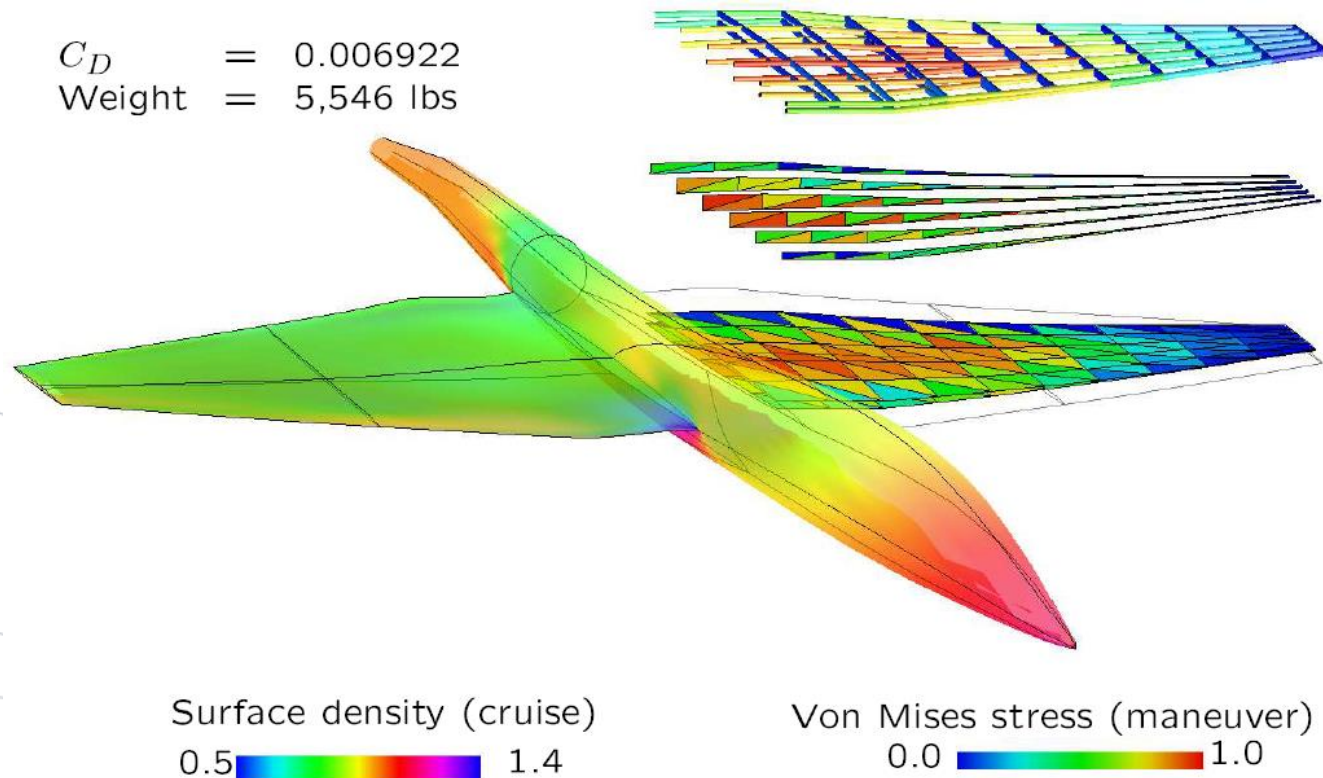 C_D = 0.006922
Weight = 5,546 lbs
Surface density (cruise)
0.5 1.4
Von Mises stress (maneuver)
0.0 1.0